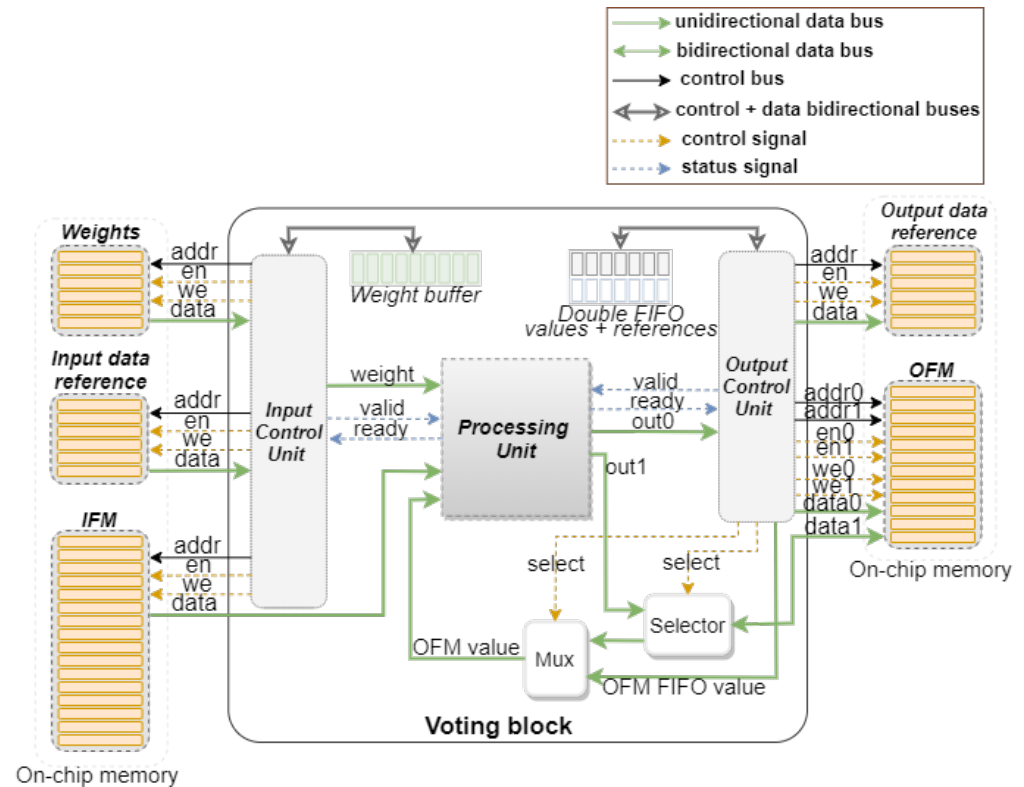 unidirectional data bus
bidirectional data bus
control bus
control + data bidirectional buses
control signal
status signal
Weights
addr
en
we
data
Input data
reference
addr
en
we
data
IFM
addr
en
we
data
On-chip memory
Input
Control
Unit
Weight buffer
weight
valid
ready
Processing
Unit
Double FIFO
values + references
valid
ready
out0
out1
Output
Control
Unit
select
select
Selector
Mux
OFM value
OFM FIFO value
Voting block
Output data
reference
addr
en
we
data
OFM
addr0
addr1
en0
en1
we0
we1
data0
data1
On-chip memory